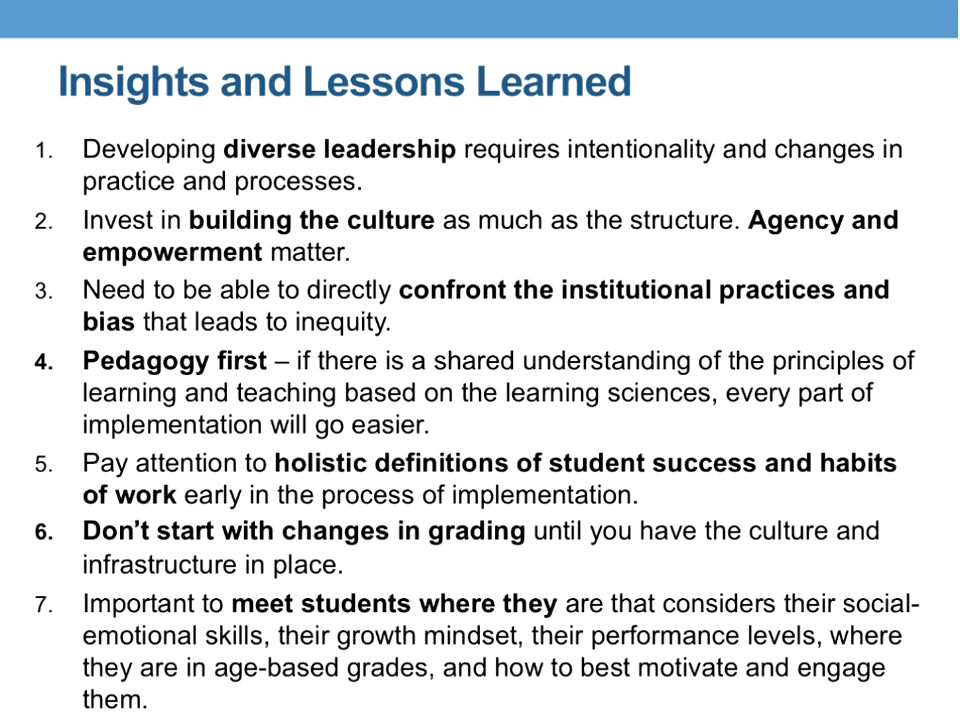 Insights and Lessons Learned
1. Developing diverse leadership requires intentionality and changes in
practice and processes.
2. Invest in building the culture as much as the structure. Agency and
empowerment matter.
3. Need to be able to directly confront the institutional practices and
bias that leads to inequity.
4. Pedagogy first – if there is a shared understanding of the principles of
learning and teaching based on the learning sciences, every part of
implementation will go easier.
5. Pay attention to holistic definitions of student success and habits
of work early in the process of implementation.
6. Don’t start with changes in grading until you have the culture and
infrastructure in place.
7. Important to meet students where they are that considers their social-
emotional skills, their growth mindset, their performance levels, where
they are in age-based grades, and how to best motivate and engage
them.